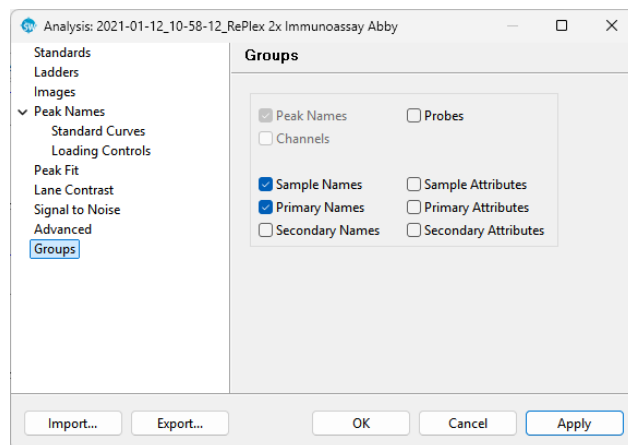 SW Analysis: 2021-01-12_10-58-12_RePlex 2x Immunoassay Abby
Standards
Ladders
Images
Peak Names
Standard Curves
Loading Controls
Peak Fit
Lane Contrast
Signal to Noise
Advanced
Groups
Groups
Peak Names Probes
Channels
Sample Names Sample Attributes
Primary Names Primary Attributes
Secondary Names Secondary Attributes
Import... Export... OK Cancel Apply